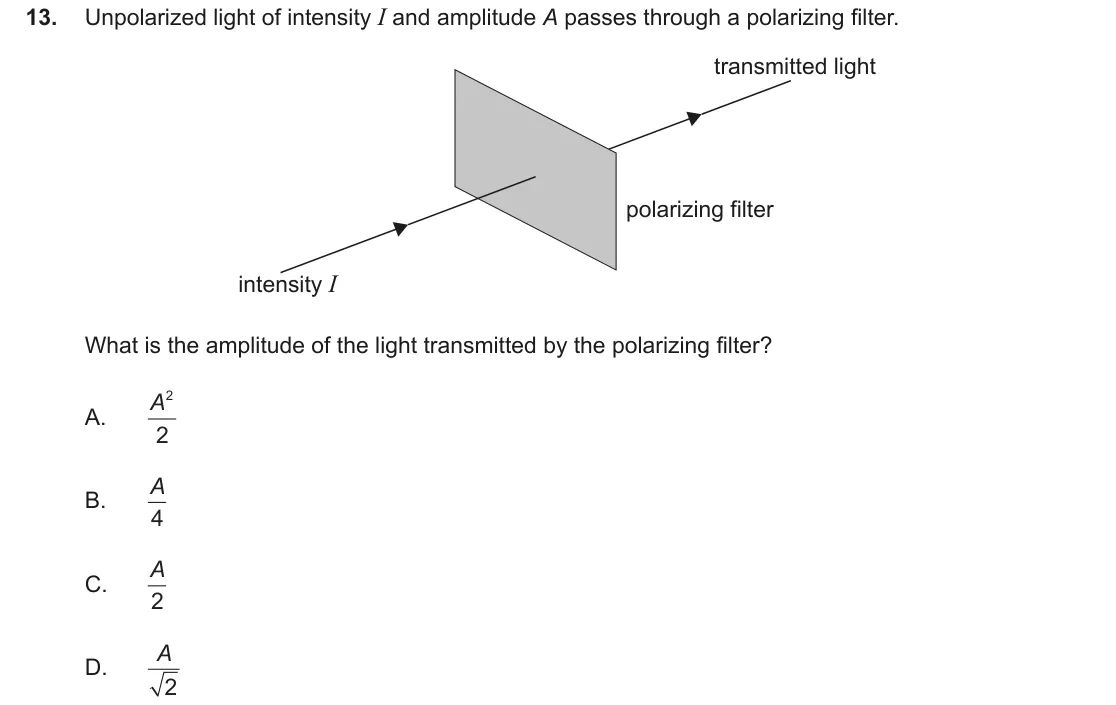 13. Unpolarized light of intensity I and amplitude A passes through a polarizing filter.
transmitted light
polarizing filter
intensity I
What is the amplitude of the light transmitted by the polarizing filter?
A. A²/2
B. A/4
C. A/2
D. A/√2